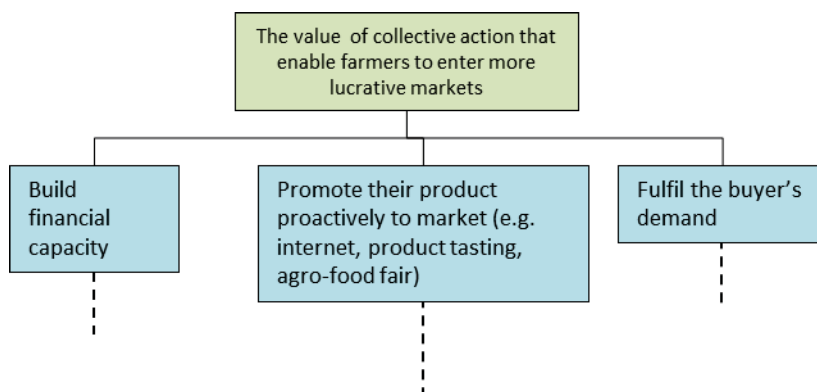 The value of collective action that
enable farmers to enter more
lucrative markets
Build
financial
capacity
Promote their product
proactively to market (e.g.
internet, product tasting,
agro-food fair)
Fulfil the buyer's
demand